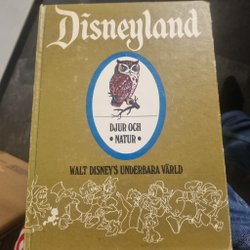 Disneyland
DJUR OCH
• NATUR •
WALT DISNEY'S UNDERBARA VÄRLD